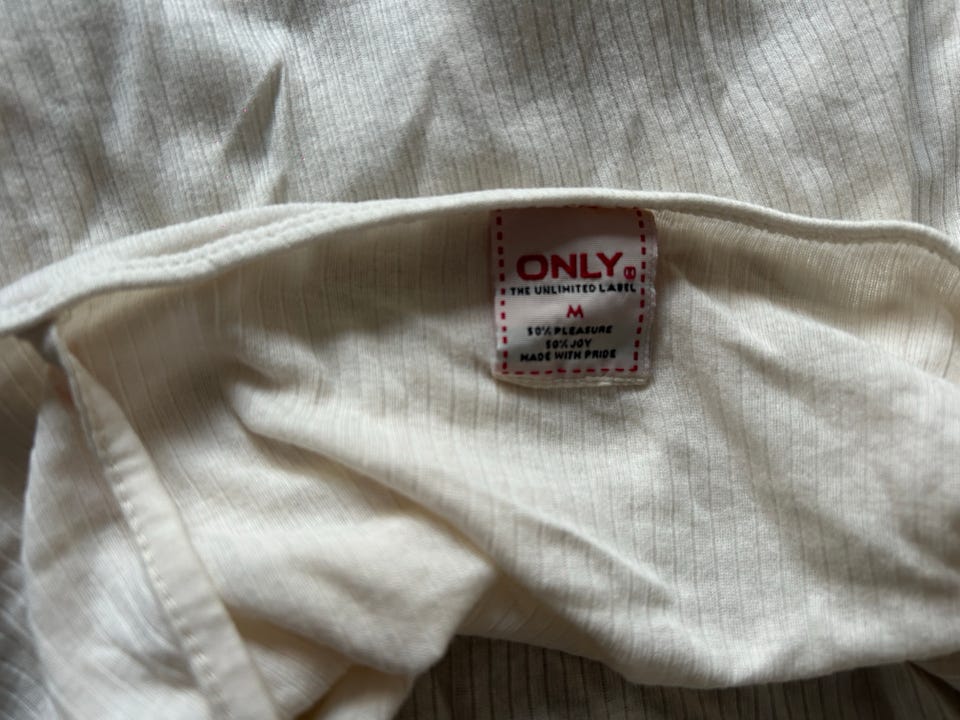 ONLY®
THE UNLIMITED LABEL
M
50% PLEASURE
50% JOY
MADE WITH PRIDE